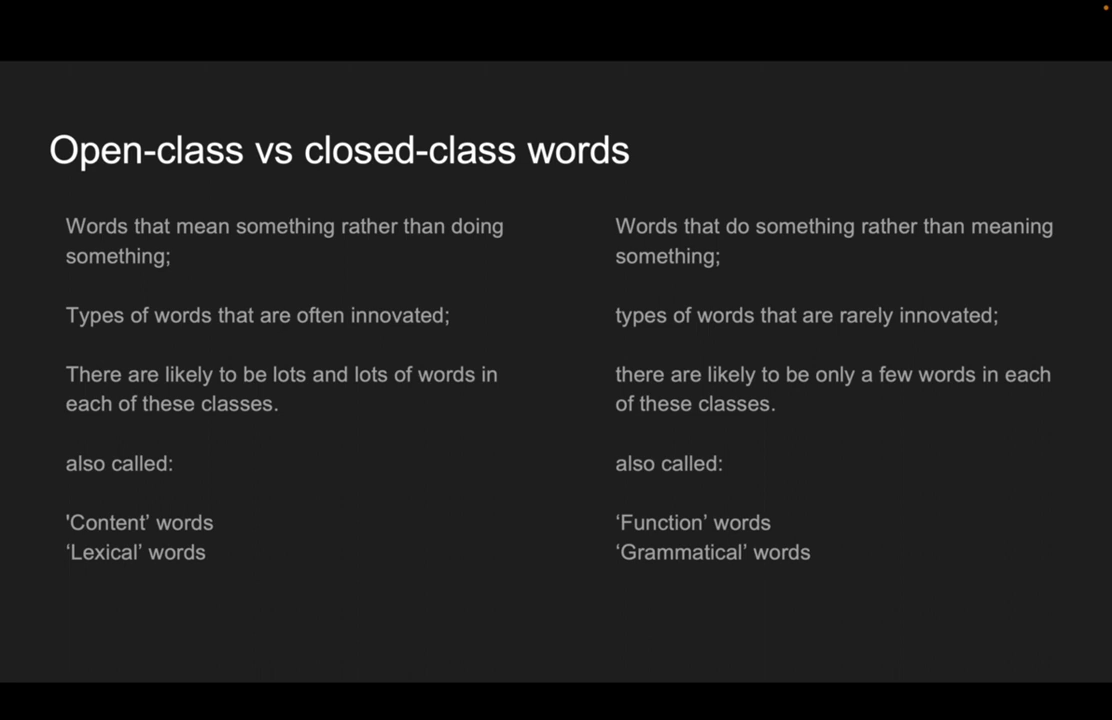 Open-class vs closed-class words
Words that mean something rather than doing
something;
Types of words that are often innovated;
There are likely to be lots and lots of words in
each of these classes.
also called:
'Content’ words
‘Lexical’ words
Words that do something rather than meaning
something;
types of words that are rarely innovated;
there are likely to be only a few words in each
of these classes.
also called:
‘Function’ words
‘Grammatical’ words